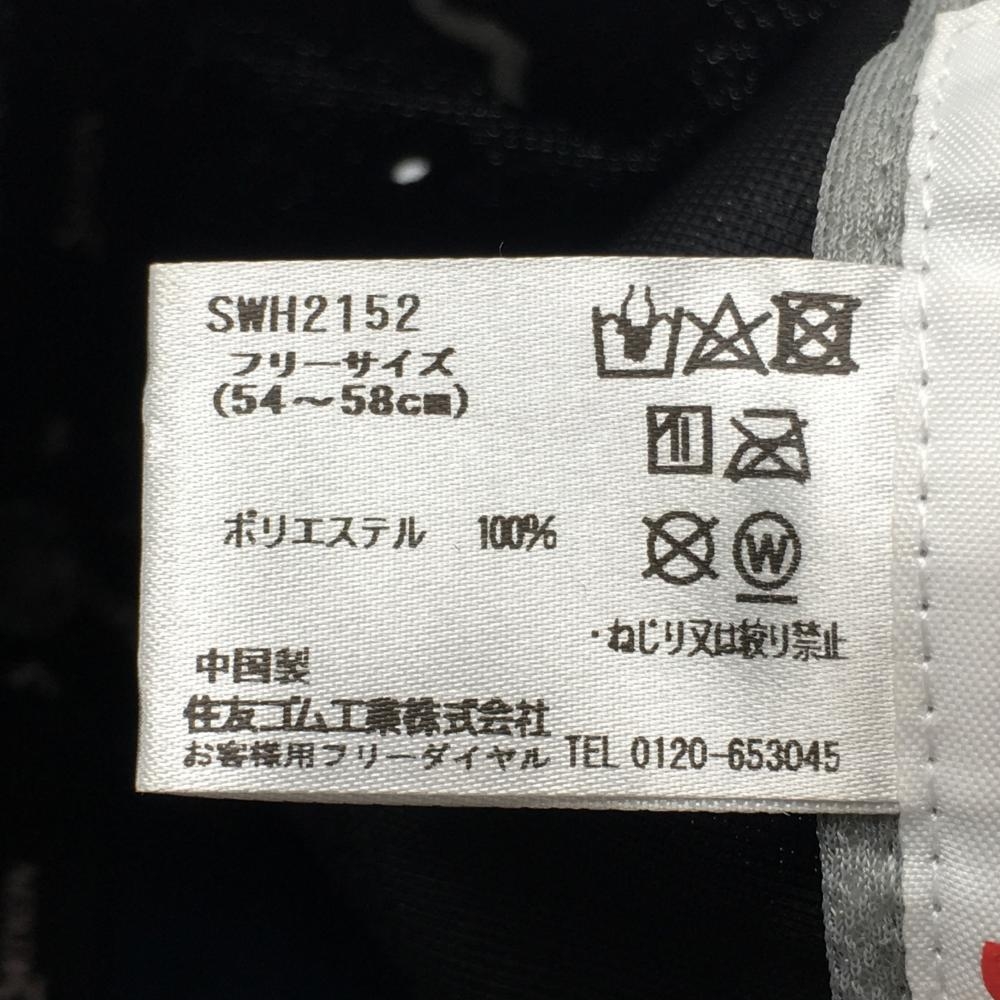 SWH2152
フリーサイズ
(54～58cm)
ポリエステル 100%
W
・ねじり又は絞り禁止
中国製
住友ゴム工業株式会社
お客様用フリーダイヤル TEL 0120-653045